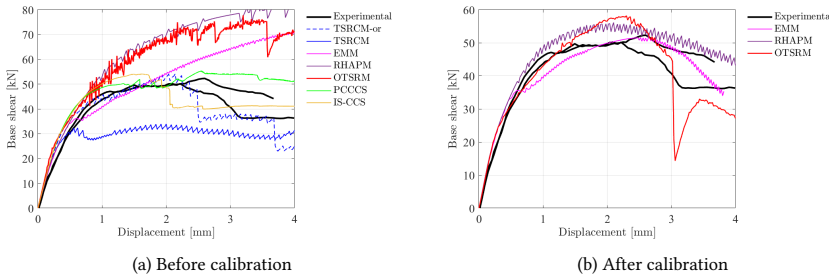 80
70
60
50
40
30
20
10
0
Base shear [kN]
0
1
2
3
4
Displacement [mm]
Experimental
TSRCM-or
TSRCM
EMM
RHAPM
OTSRM
PCCCS
IS-CCS
(a) Before calibration
60
50
40
30
20
10
0
Base shear [kN]
0
1
2
3
4
Displacement [mm]
Experimental
EMM
RHAPM
OTSRM
(b) After calibration